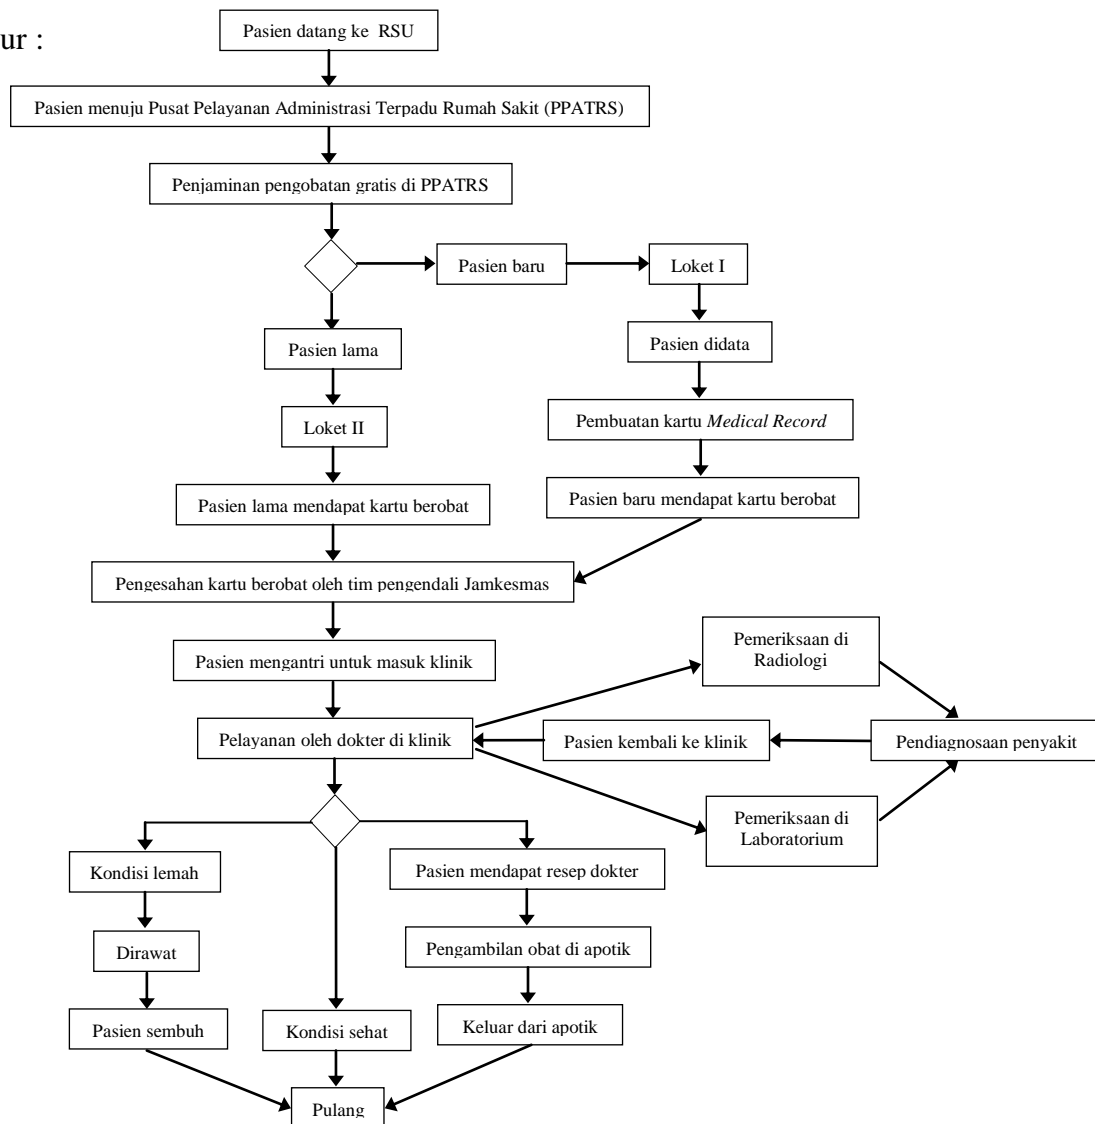 ur :
Pasien datang ke RSU
Pasien menuju Pusat Pelayanan Administrasi Terpadu Rumah Sakit (PPATRS)
Penjaminan pengobatan gratis di PPATRS
Pasien baru
Loket I
Pasien lama
Pasien didata
Loket II
Pembuatan kartu Medical Record
Pasien lama mendapat kartu berobat
Pasien baru mendapat kartu berobat
Pengesahan kartu berobat oleh tim pengendali Jamkesmas
Pasien mengantri untuk masuk klinik
Pemeriksaan di
Radiologi
Pelayanan oleh dokter di klinik
Pasien kembali ke klinik
Pendiagnosaan penyakit
Pemeriksaan di
Laboratorium
Kondisi lemah
Pasien mendapat resep dokter
Dirawat
Pengambilan obat di apotik
Pasien sembuh
Kondisi sehat
Keluar dari apotik
Pulang